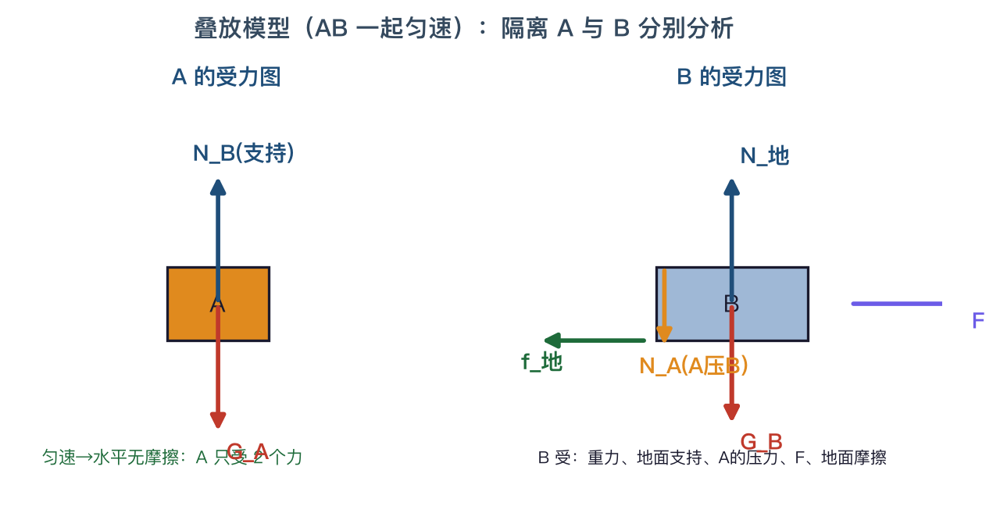 叠放模型（AB 一起匀速）：隔离 A 与 B 分别分析
A 的受力图
N_B(支持)
A
G_A
匀速→水平无摩擦：A 只受 2 个力
B 的受力图
N_地
B
F
f_地
N_A(A压B)
G_B
B 受：重力、地面支持、A的压力、F、地面摩擦